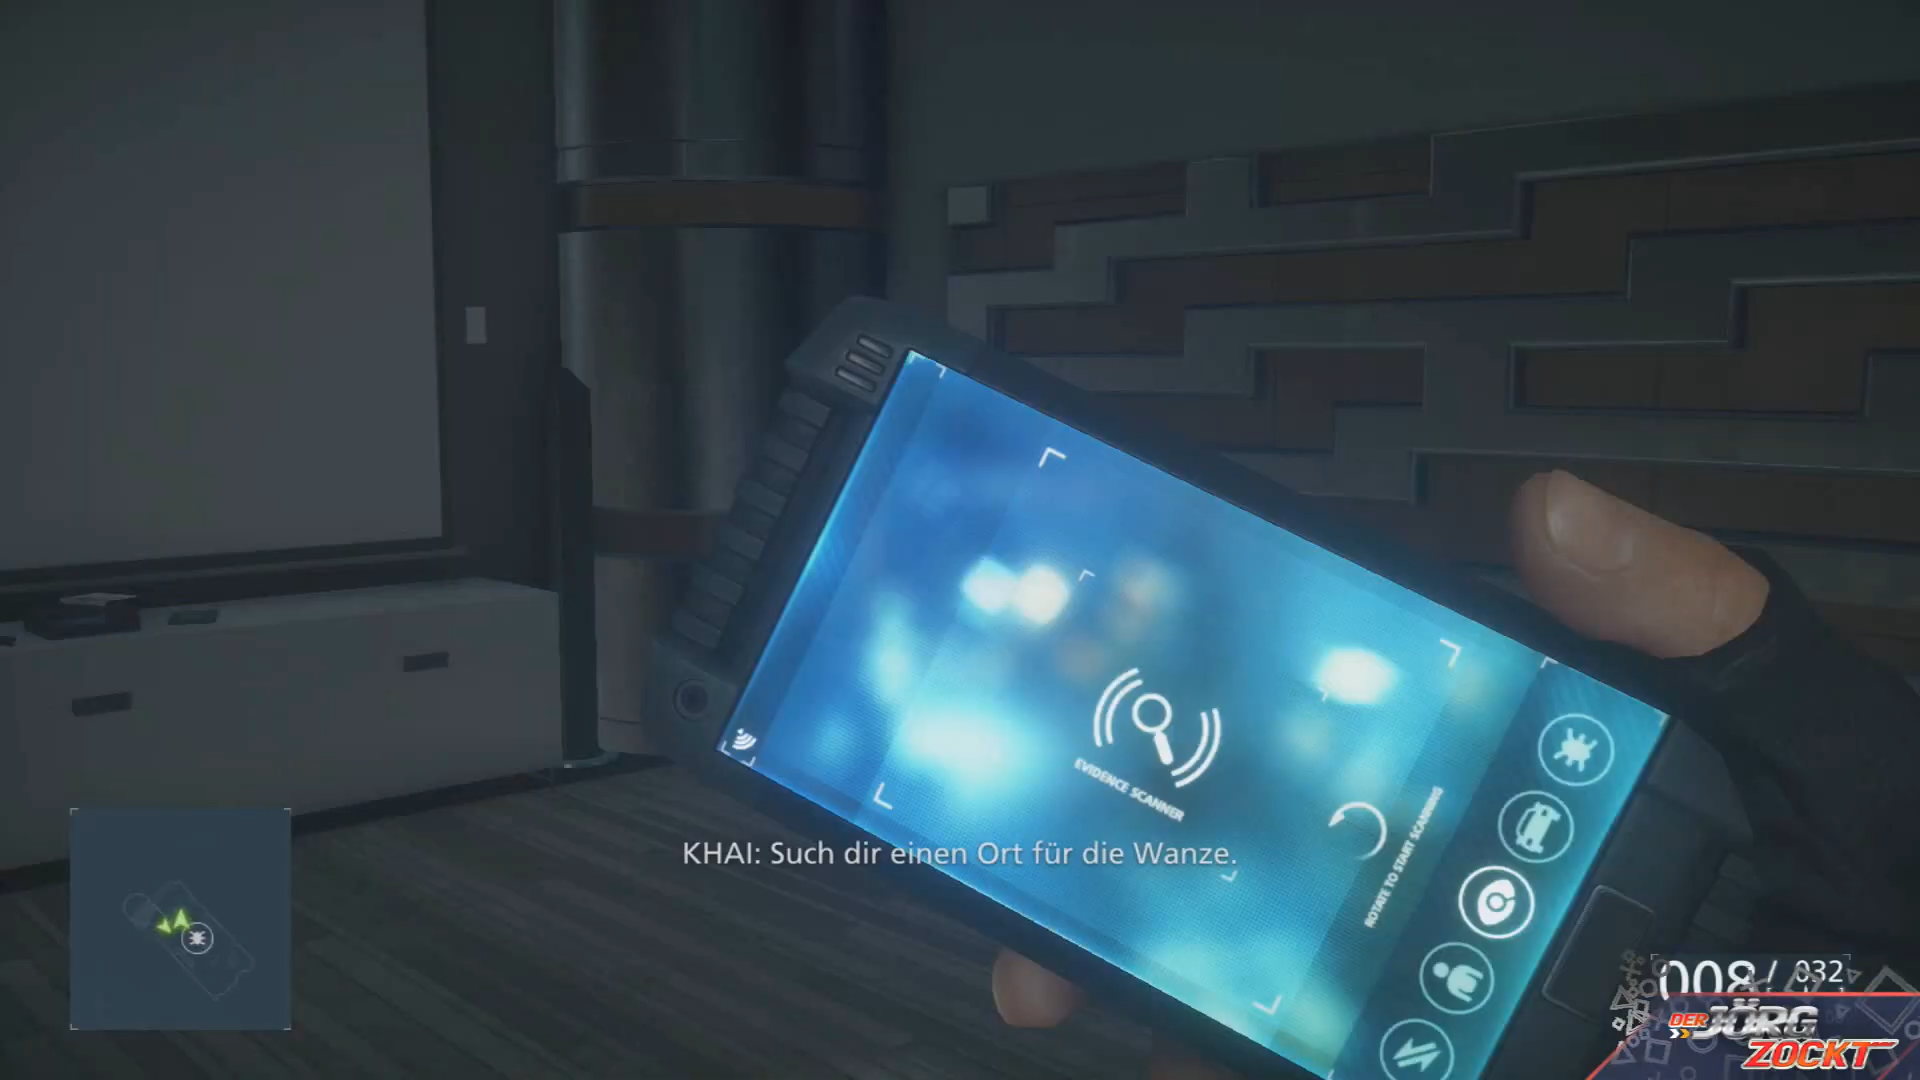 EVIDENCE SCANNER
ROTATE TO START SCANNING
KHAI: Such dir einen Ort für die Wanze.
008 / 032
DER JÖRG
ZOCKT